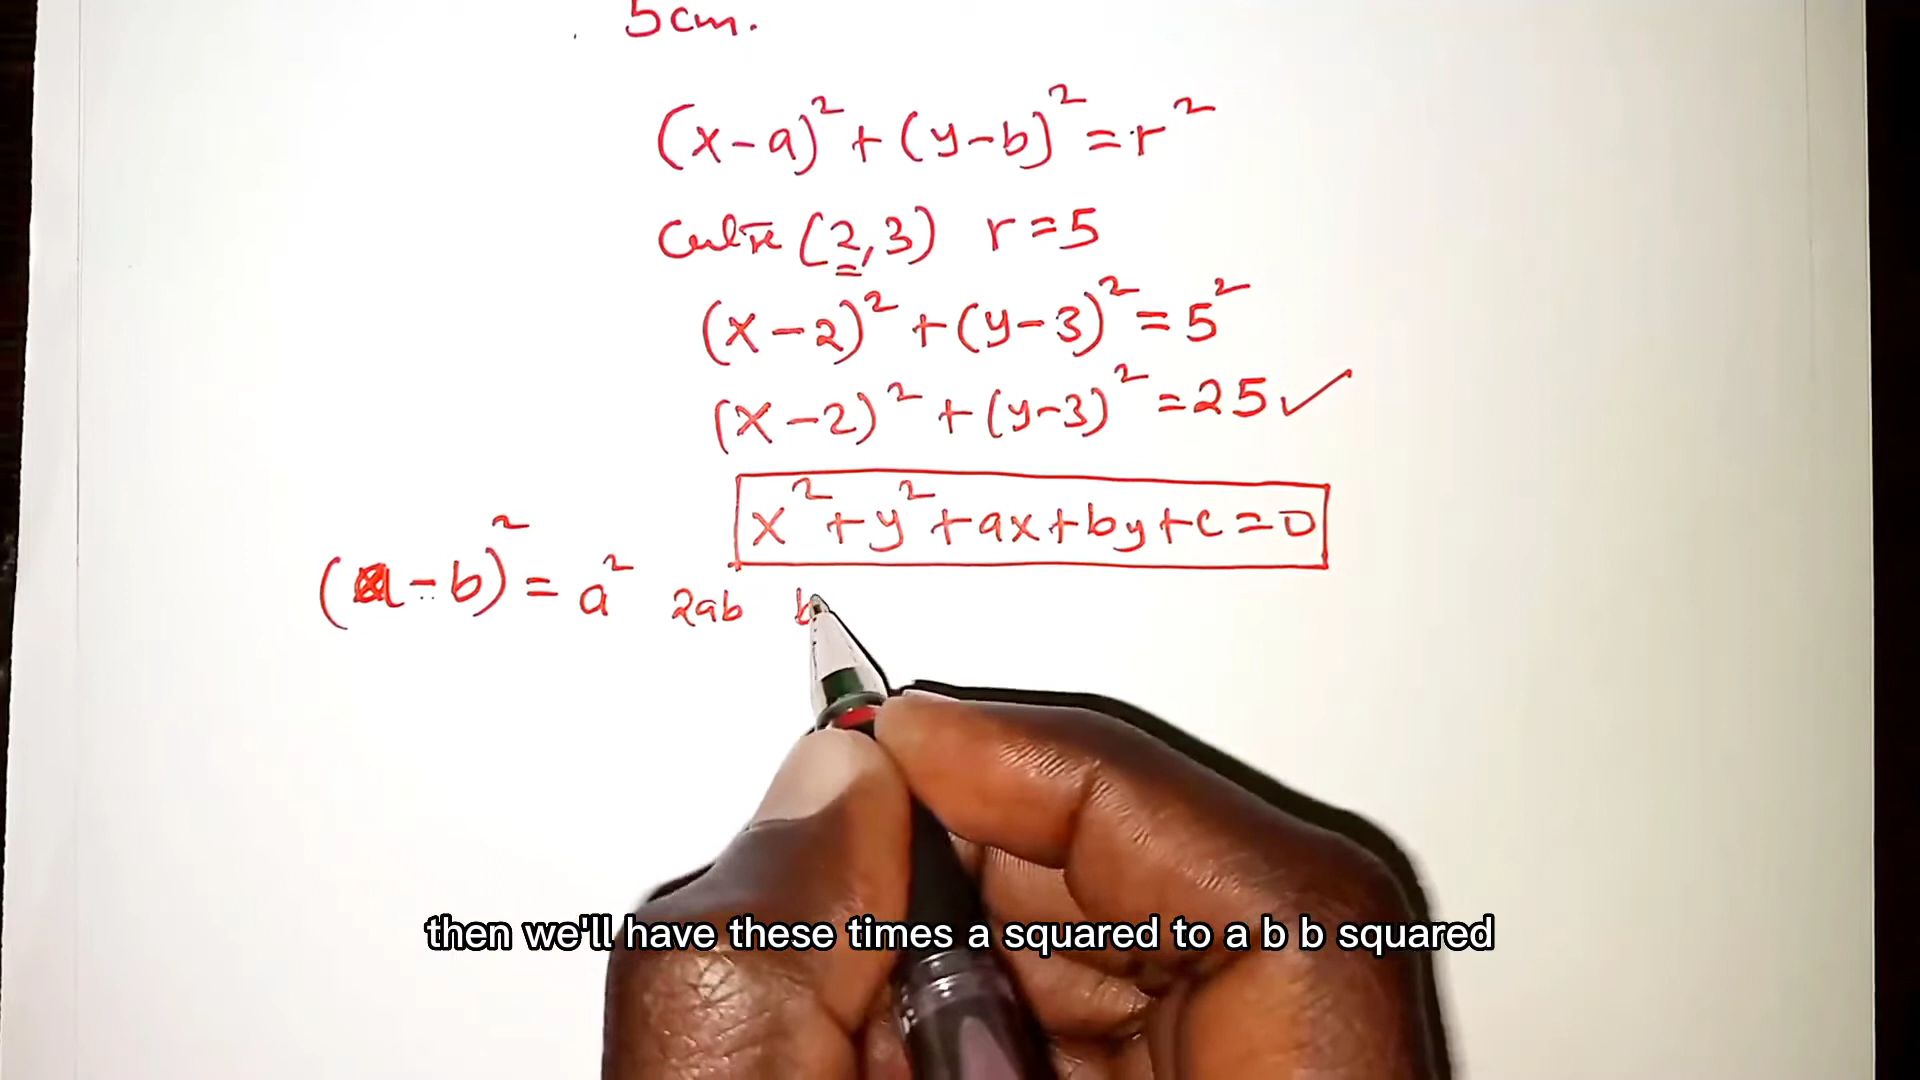 5cm.
(x-a)² + (y-b)² = r²
Centre (2,3) r = 5
(x-2)² + (y-3)² = 5²
(x-2)² + (y-3)² = 25 ✓
x² + y² + ax + by + c = 0
(a-b)² = a² 2ab b
then we'll have these times a squared to a b b squared